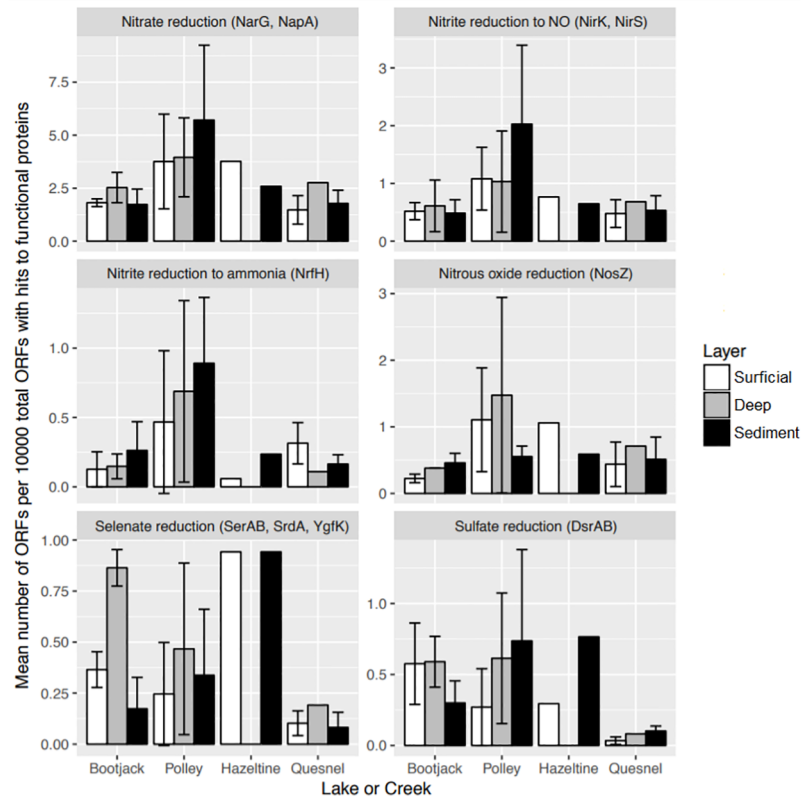 Nitrate reduction (NarG, NapA)
Nitrite reduction to NO (NirK, NirS)
7.5
5.0
2.5
0.0
3
2
1
0
Nitrite reduction to ammonia (NrfH)
Nitrous oxide reduction (NosZ)
1.0
0.5
0.0
3
2
1
0
Selenate reduction (SerAB, SrdA, YgfK)
Sulfate reduction (DsrAB)
1.00
0.75
0.50
0.25
0.00
1.0
0.5
0.0
Bootjack Polley Hazeltine Quesnel
Bootjack Polley Hazeltine Quesnel
Lake or Creek
Mean number of ORFs per 10000 total ORFs with hits to functional proteins
Layer
Surficial
Deep
Sediment